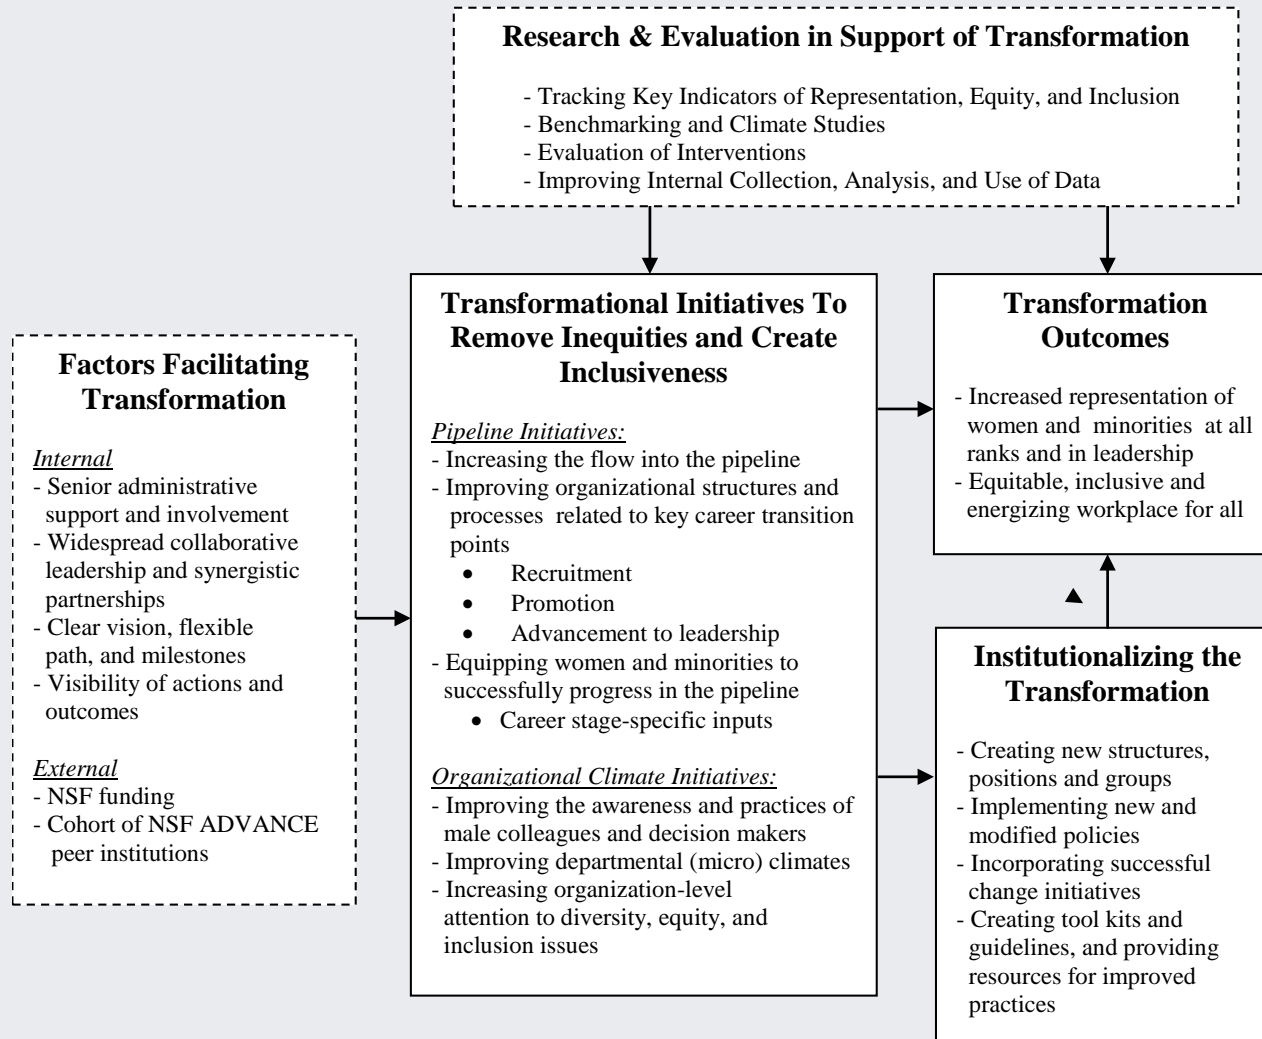 Research & Evaluation in Support of Transformation
- Tracking Key Indicators of Representation, Equity, and Inclusion
- Benchmarking and Climate Studies
- Evaluation of Interventions
- Improving Internal Collection, Analysis, and Use of Data
Factors Facilitating
Transformation
Internal
- Senior administrative
support and involvement
- Widespread collaborative
leadership and synergistic
partnerships
- Clear vision, flexible
path, and milestones
- Visibility of actions and
outcomes
External
- NSF funding
- Cohort of NSF ADVANCE
peer institutions
Transformational Initiatives To
Remove Inequities and Create
Inclusiveness
Pipeline Initiatives:
- Increasing the flow into the pipeline
- Improving organizational structures and
processes related to key career transition
points
• Recruitment
• Promotion
• Advancement to leadership
- Equipping women and minorities to
successfully progress in the pipeline
• Career stage-specific inputs
Organizational Climate Initiatives:
- Improving the awareness and practices of
male colleagues and decision makers
- Improving departmental (micro) climates
- Increasing organization-level
attention to diversity, equity, and
inclusion issues
Transformation
Outcomes
- Increased representation of
women and minorities at all
ranks and in leadership
- Equitable, inclusive and
energizing workplace for all
Institutionalizing the
Transformation
- Creating new structures,
positions and groups
- Implementing new and
modified policies
- Incorporating successful
change initiatives
- Creating tool kits and
guidelines, and providing
resources for improved
practices